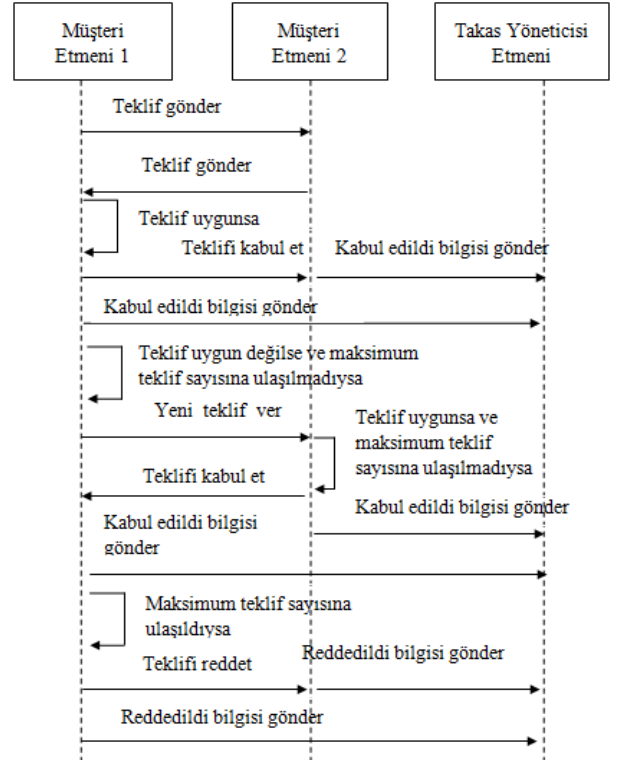 Müşteri
Etmeni 1
Müşteri
Etmeni 2
Takas Yöneticisi
Etmeni
Teklif gönder
Teklif gönder
Teklif uygunsa
Teklifi kabul et
Kabul edildi bilgisi gönder
Kabul edildi bilgisi gönder
Teklif uygun değilse ve maksimum
teklif sayısına ulaşılmadıysa
Yeni teklif ver
Teklif uygunsa ve
maksimum teklif
sayısına ulaşılmadıysa
Teklifi kabul et
Kabul edildi bilgisi gönder
Kabul edildi bilgisi
gönder
Maksimum teklif sayısına
ulaşıldıysa
Teklifi reddet
Reddedildi bilgisi gönder
Reddedildi bilgisi gönder